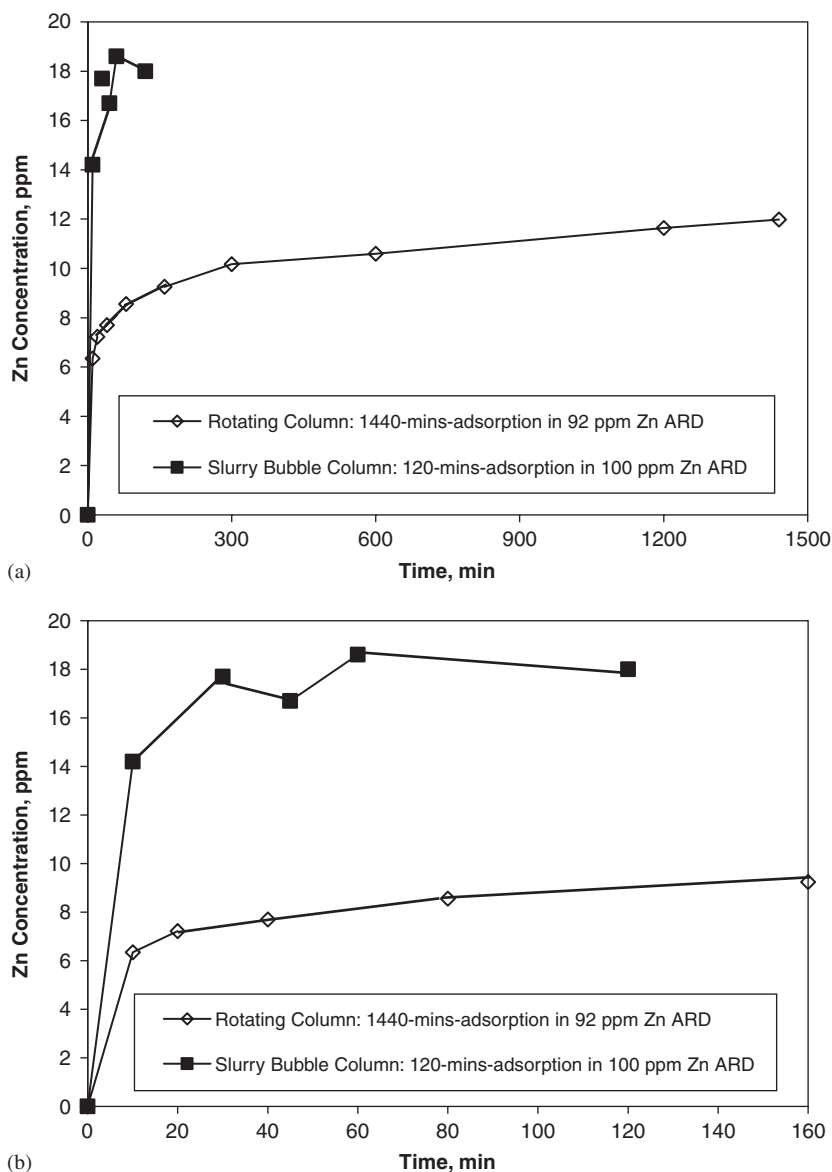 20
18
16
14
12
10
8
6
4
2
0
Zn Concentration, ppm
Rotating Column: 1440-mins-adsorption in 92 ppm Zn ARD
Slurry Bubble Column: 120-mins-adsorption in 100 ppm Zn ARD
0 300 600 900 1200 1500
Time, min
(a)
20
18
16
14
12
10
8
6
4
2
0
Zn Concentration, ppm
Rotating Column: 1440-mins-adsorption in 92 ppm Zn ARD
Slurry Bubble Column: 120-mins-adsorption in 100 ppm Zn ARD
0 20 40 60 80 100 120 140 160
Time, min
(b)